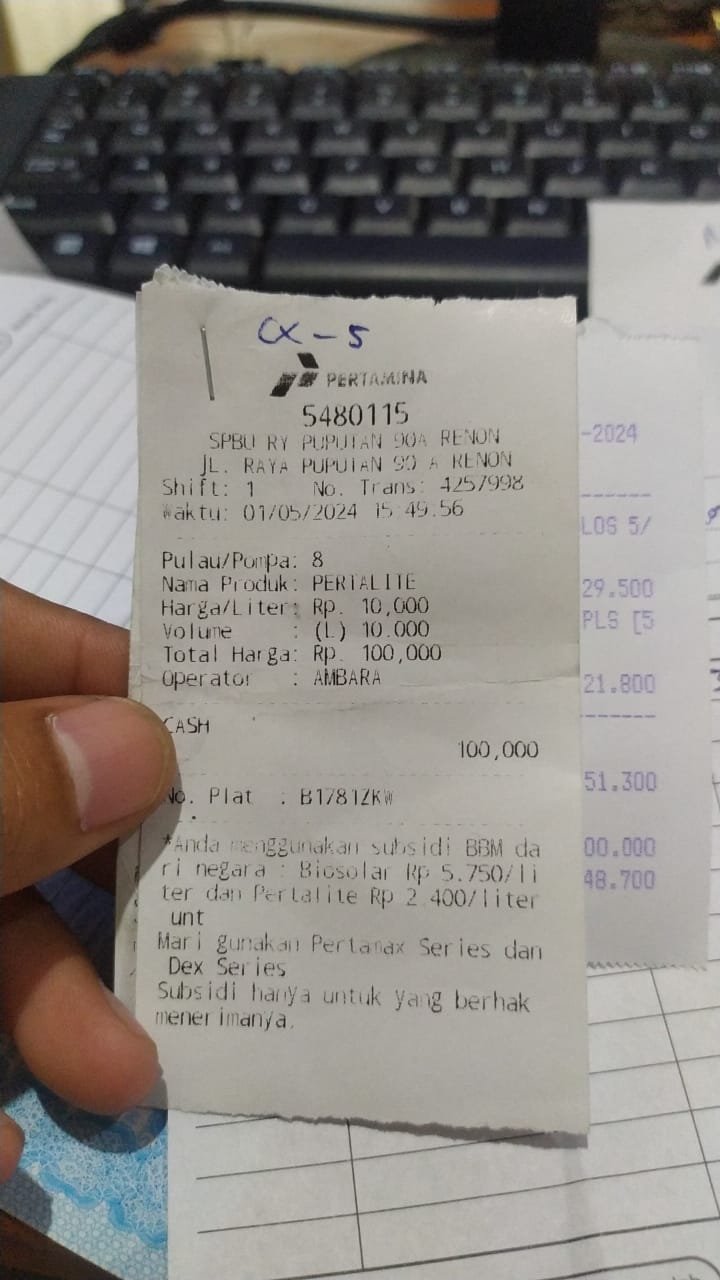 CX-5
PERTAMINA
5480115
SPBU RY PUPUTAN 90A RENON
JL. RAYA PUPUTAN 90 A RENON
Shift: 1 No. Trans: 4257998
Waktu: 01/05/2024 15:49:56
Pulau/Pompa: 8
Nama Produk: PERTALITE
Harga/Liter: Rp. 10,000
Volume : (L) 10.000
Total Harga: Rp. 100,000
Operator : AMBARA
CASH
100,000
No. Plat : B1781ZKW
*Anda menggunakan subsidi BBM da
ri negara : Biosolar Rp 5.750/li
ter dan Pertalite Rp 2.400/liter
unt
Mari gunakan Pertamax Series dan
Dex Series
Subsidi hanya untuk yang berhak
menerimanya.
-2024
LOS 5/
29.500
PLS [5
21.800
51.300
00.000
48.700